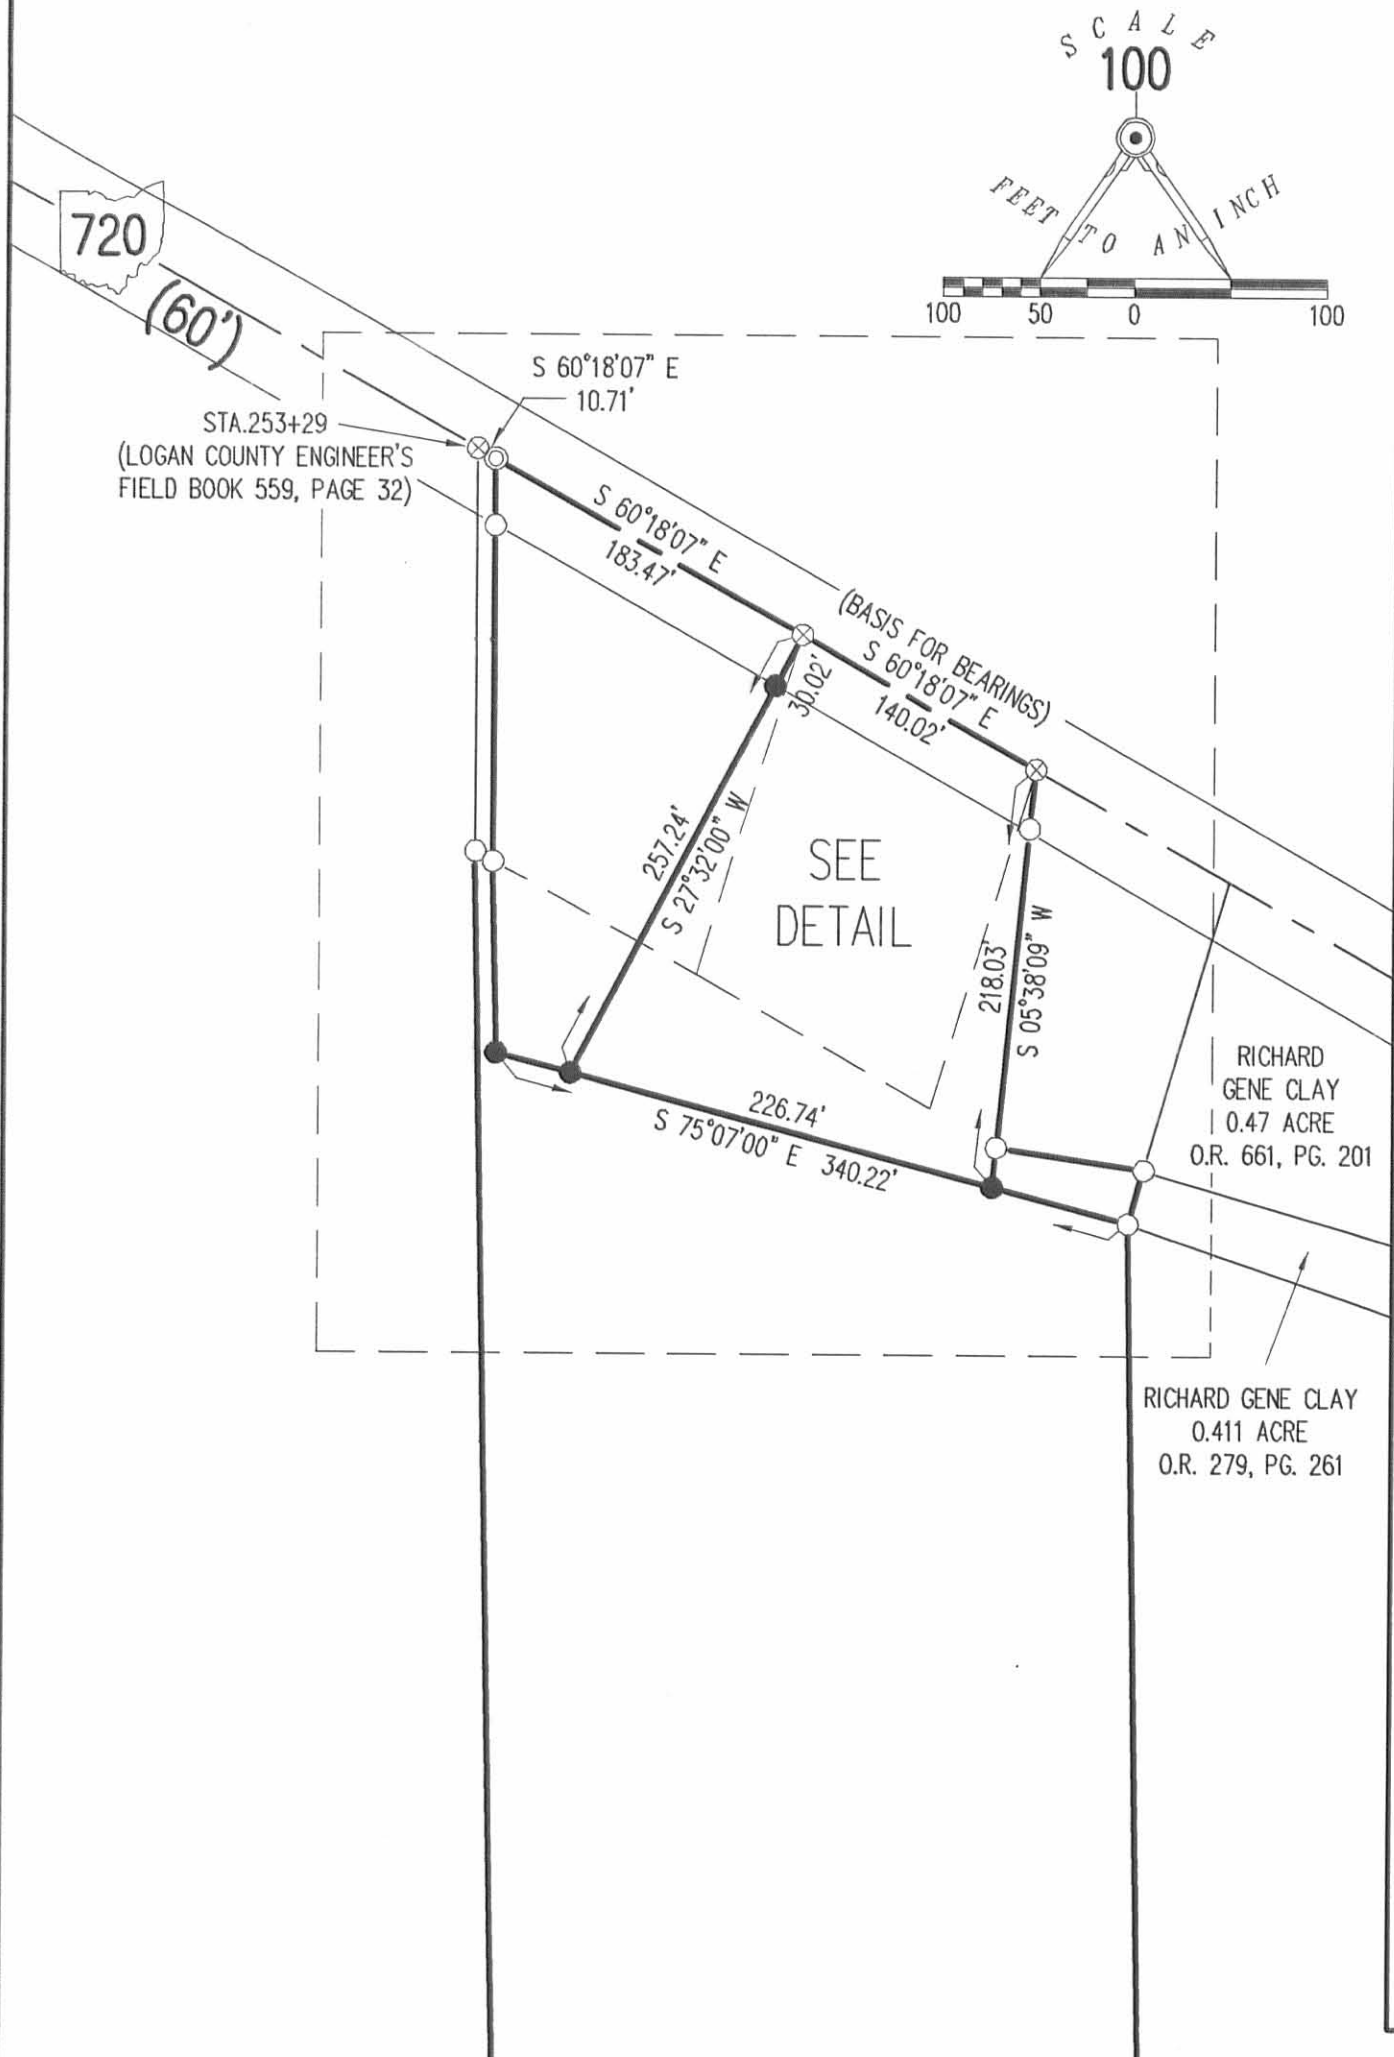 SCALE
100
FEET TO AN INCH
100 50 0 100
720
(60')
S 60°18'07" E
10.71'
STA.253+29
(LOGAN COUNTY ENGINEER'S
FIELD BOOK 559, PAGE 32)
S 60°18'07" E
183.47'
(BASIS FOR BEARINGS)
S 60°18'07" E
140.02'
30.02'
257.24'
S 27°32'00" W
SEE
DETAIL
218.03'
S 05°38'09" W
RICHARD
GENE CLAY
0.47 ACRE
O.R. 661, PG. 201
226.74'
S 75°07'00" E 340.22'
RICHARD GENE CLAY
0.411 ACRE
O.R. 279, PG. 261